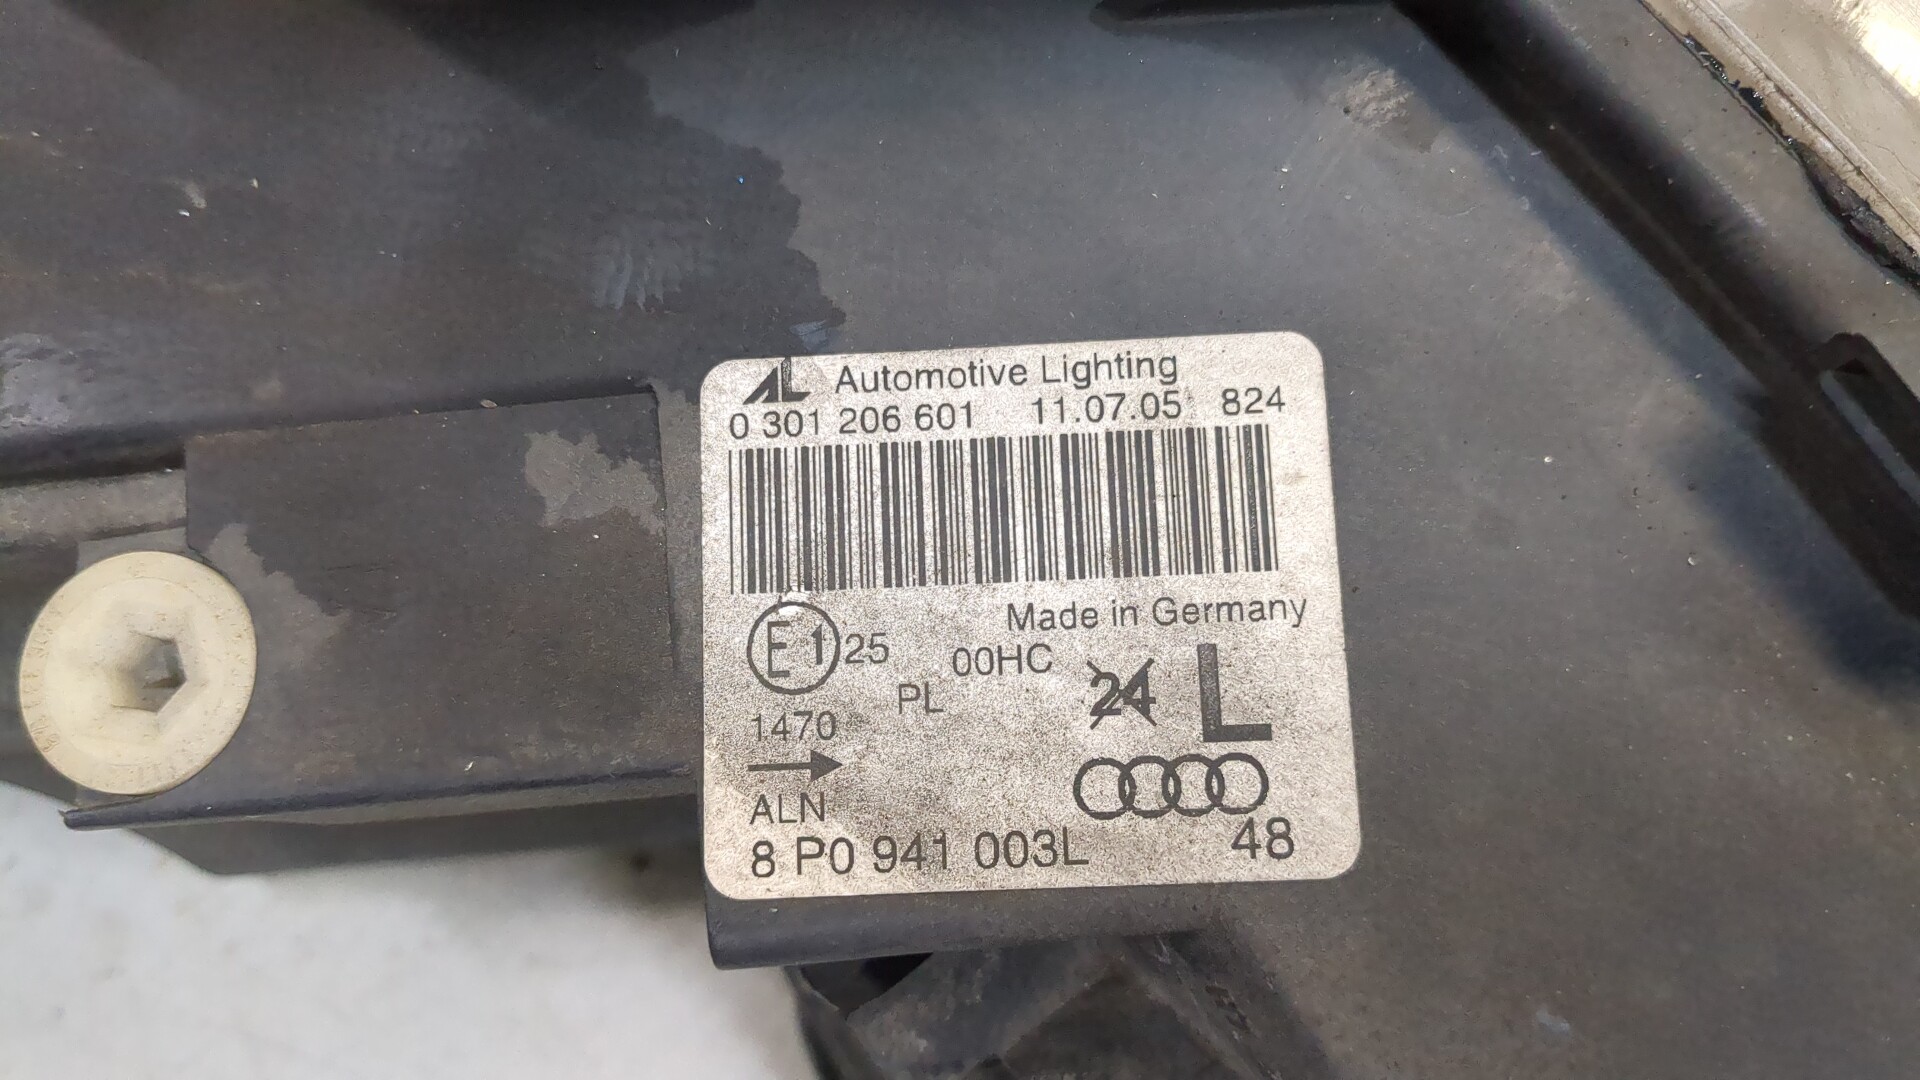 AL Automotive Lighting
0 301 206 601 11.07.05 824
Made in Germany
E1 25 00HC 24 L
PL
1470
ALN
8 P0 941 003L 48